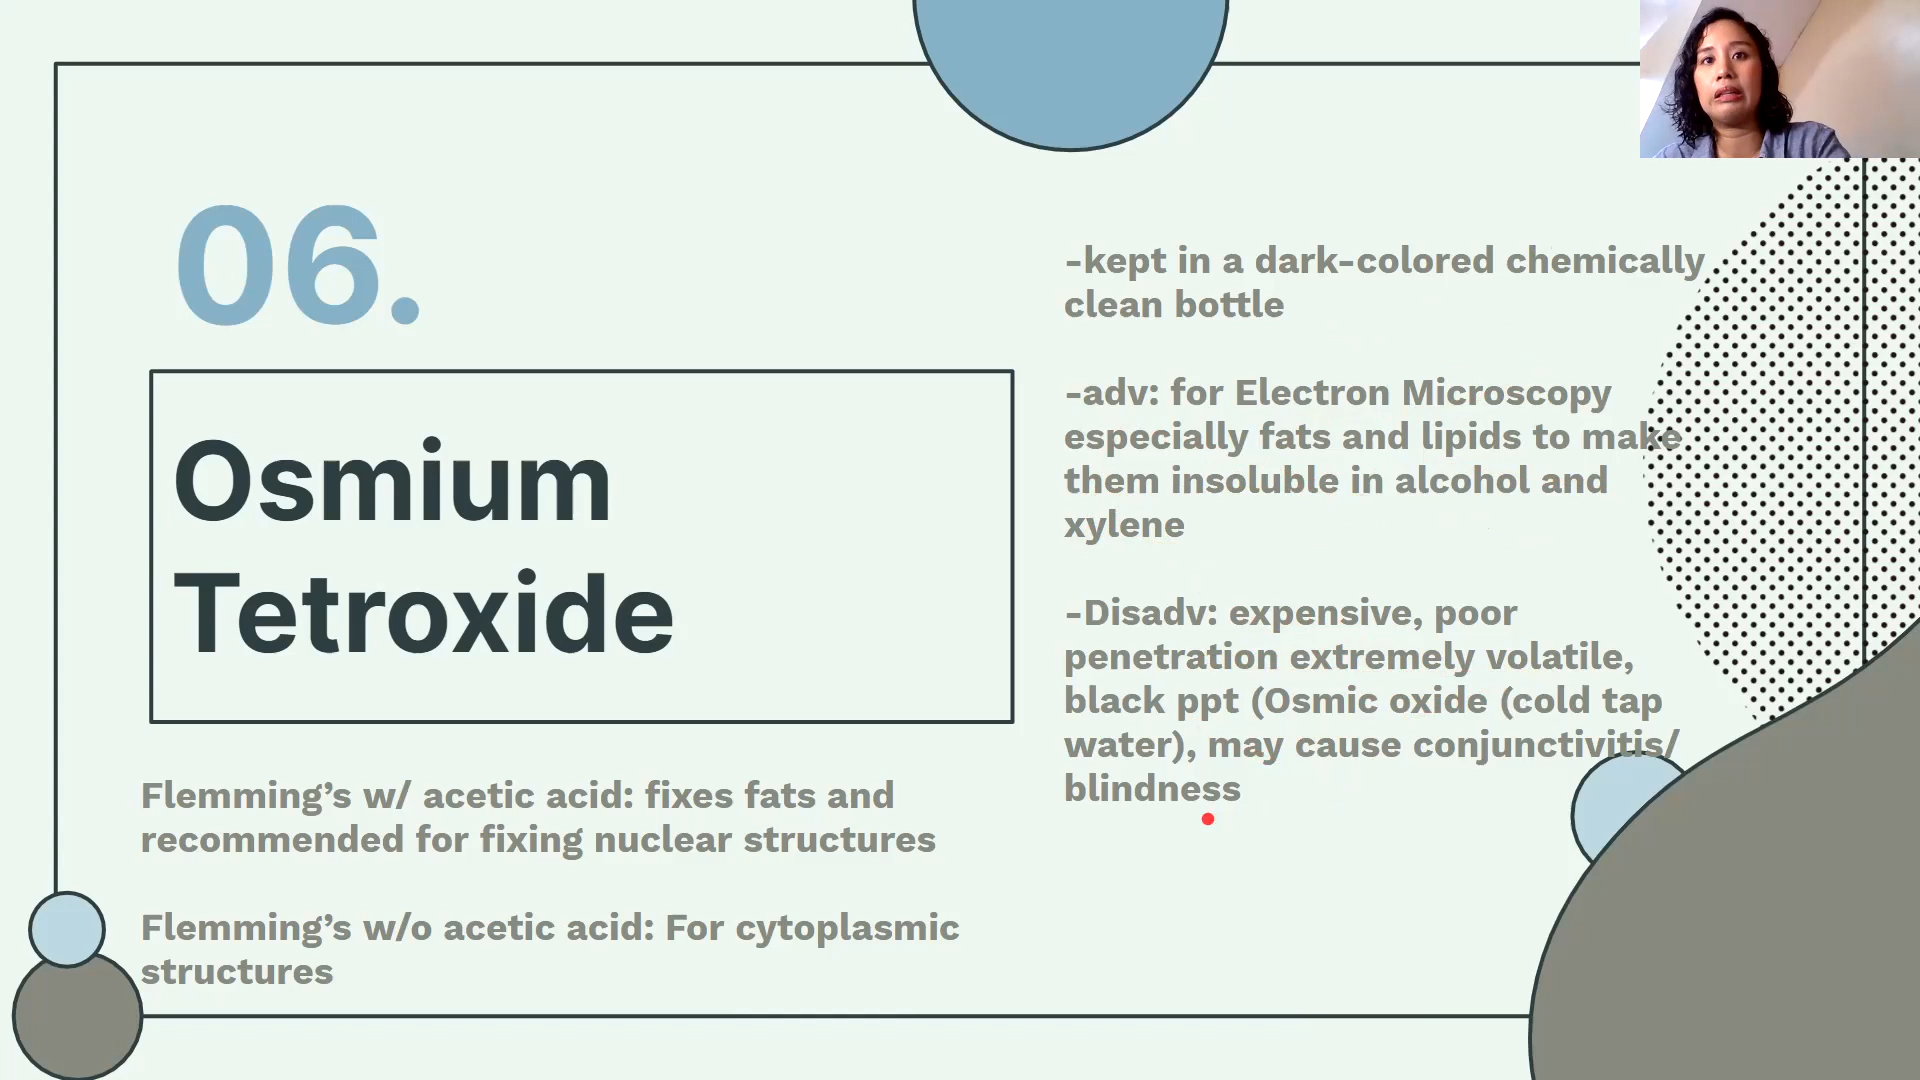 06.
Osmium
Tetroxide
Flemming’s w/ acetic acid: fixes fats and
recommended for fixing nuclear structures
Flemming’s w/o acetic acid: For cytoplasmic
structures
-kept in a dark-colored chemically
clean bottle
-adv: for Electron Microscopy
especially fats and lipids to make
them insoluble in alcohol and
xylene
-Disadv: expensive, poor
penetration extremely volatile,
black ppt (Osmic oxide (cold tap
water), may cause conjunctivitis/
blindness